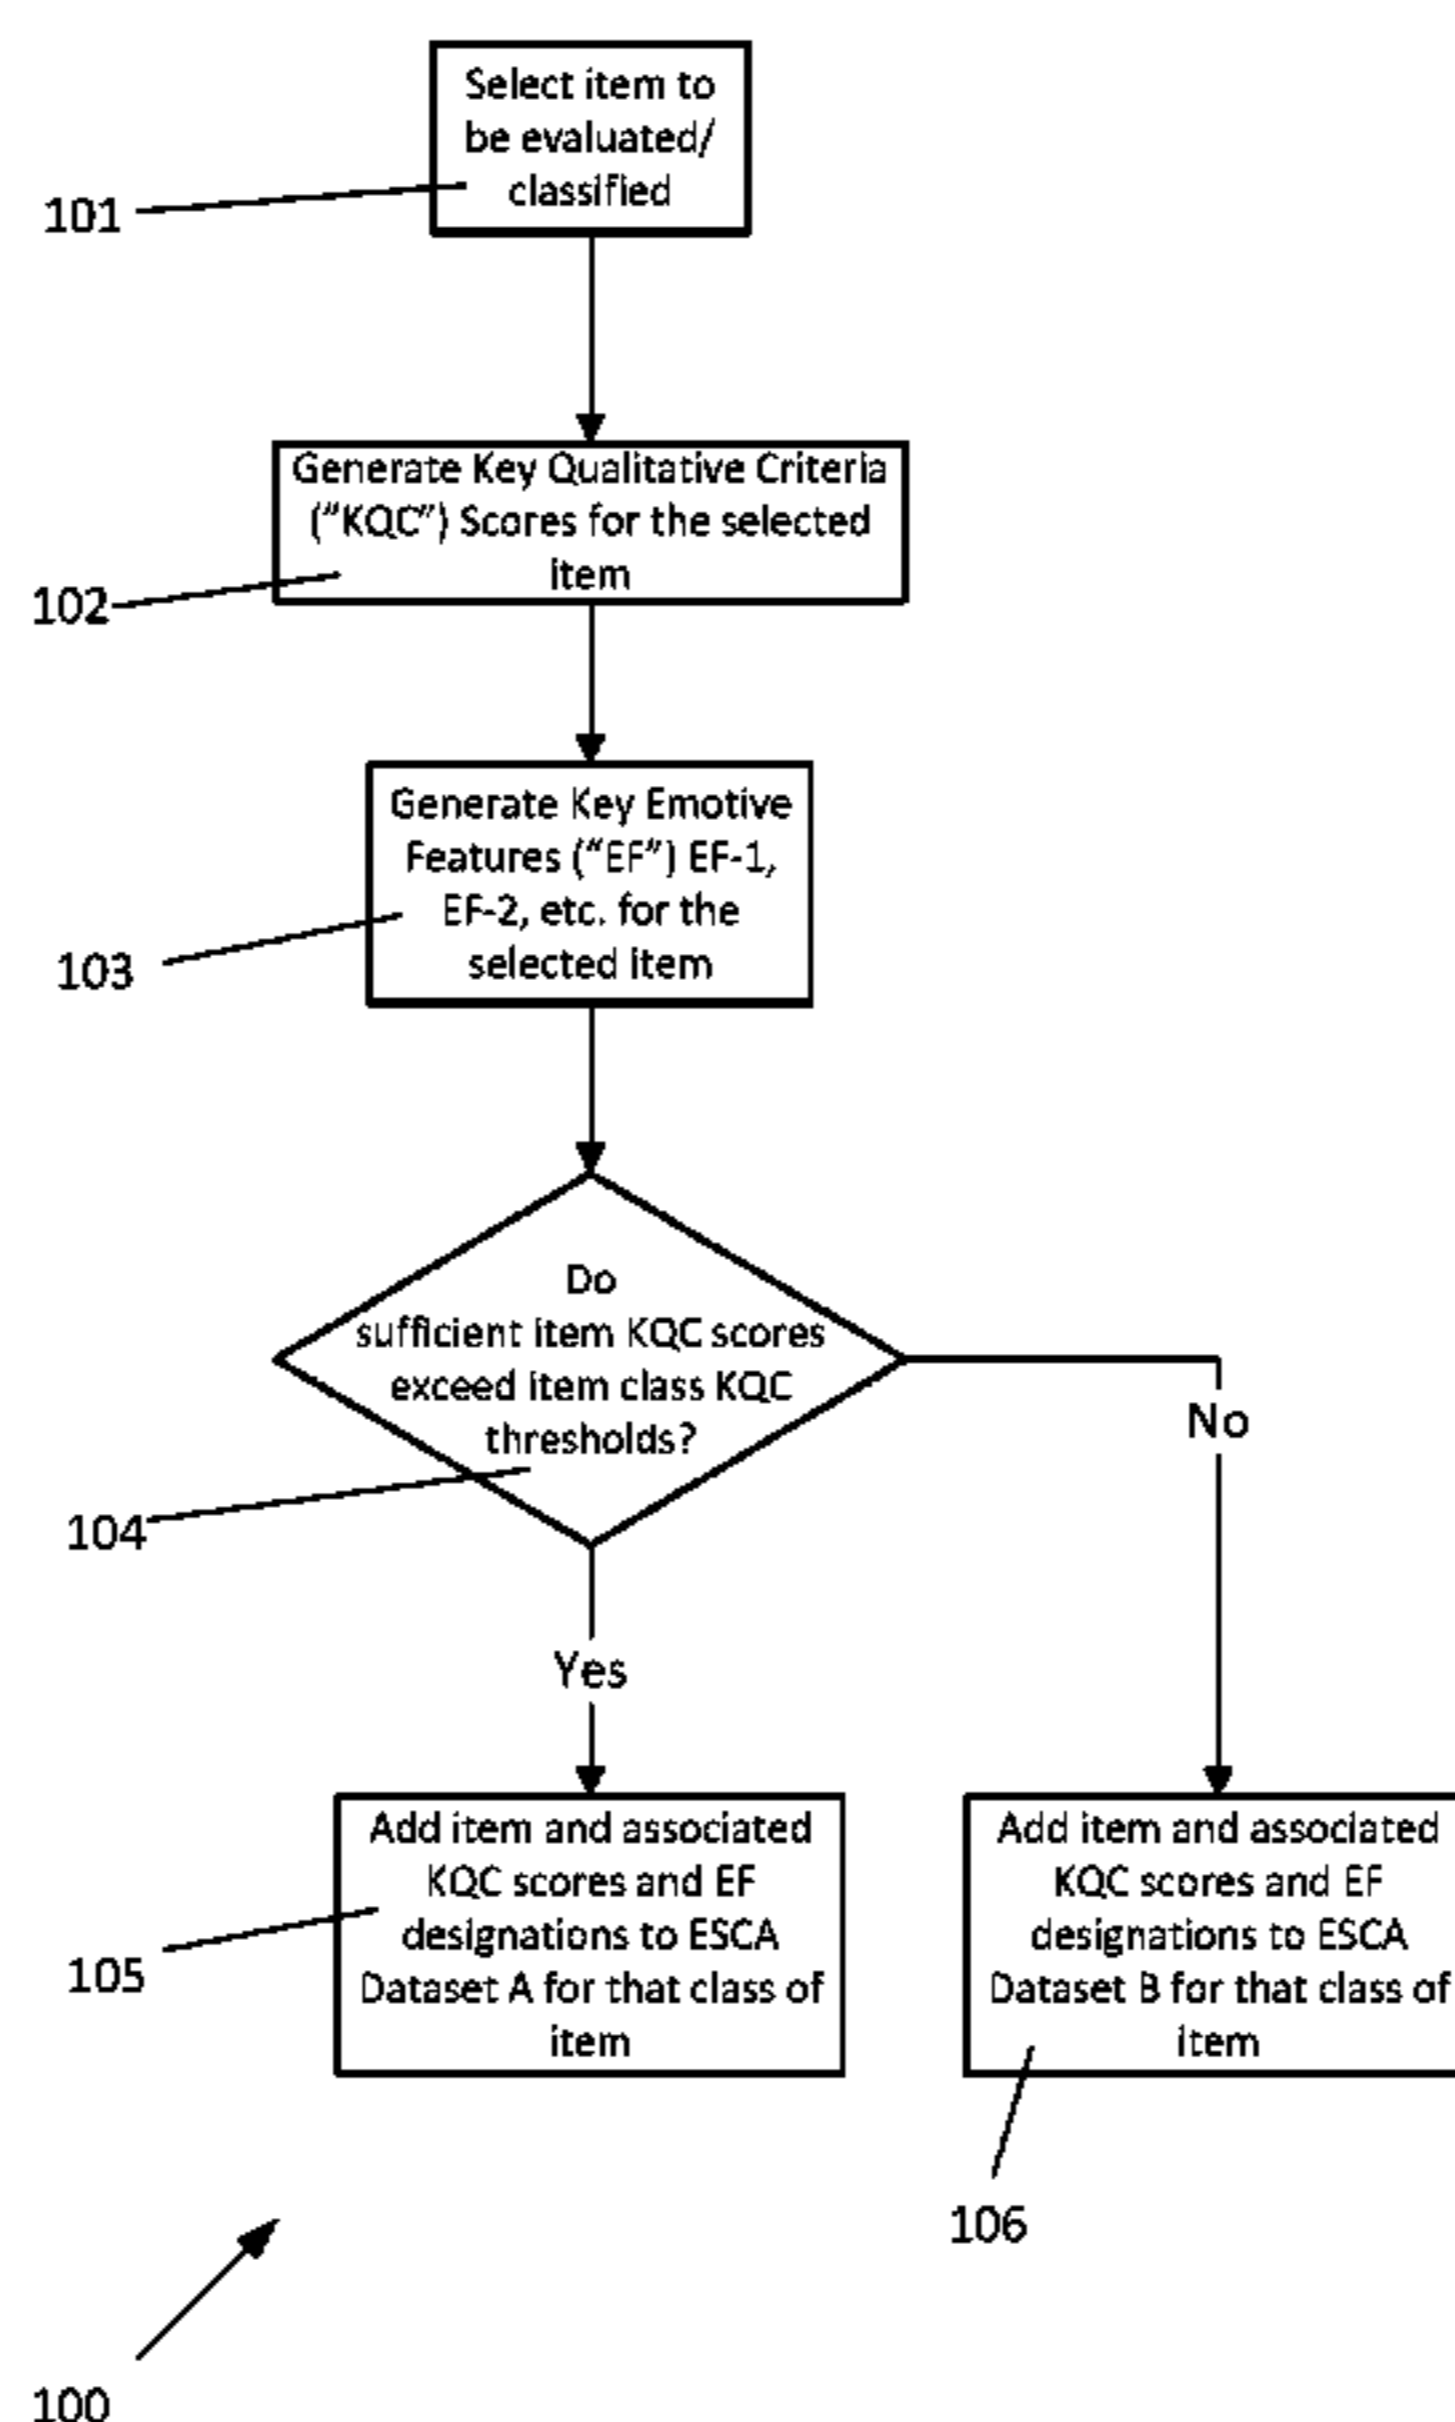 Select item to
be evaluated/
classified
101
Generate Key Qualitative Criteria
("KQC") Scores for the selected
item
102
Generate Key Emotive
Features ("EF") EF-1,
EF-2, etc. for the
selected item
103
Do
sufficient item KQC scores
exceed item class KQC
thresholds?
No
104
Yes
Add item and associated
KQC scores and EF
designations to ESCA
Dataset A for that class of
item
105
Add item and associated
KQC scores and EF
designations to ESCA
Dataset B for that class of
item
106
100